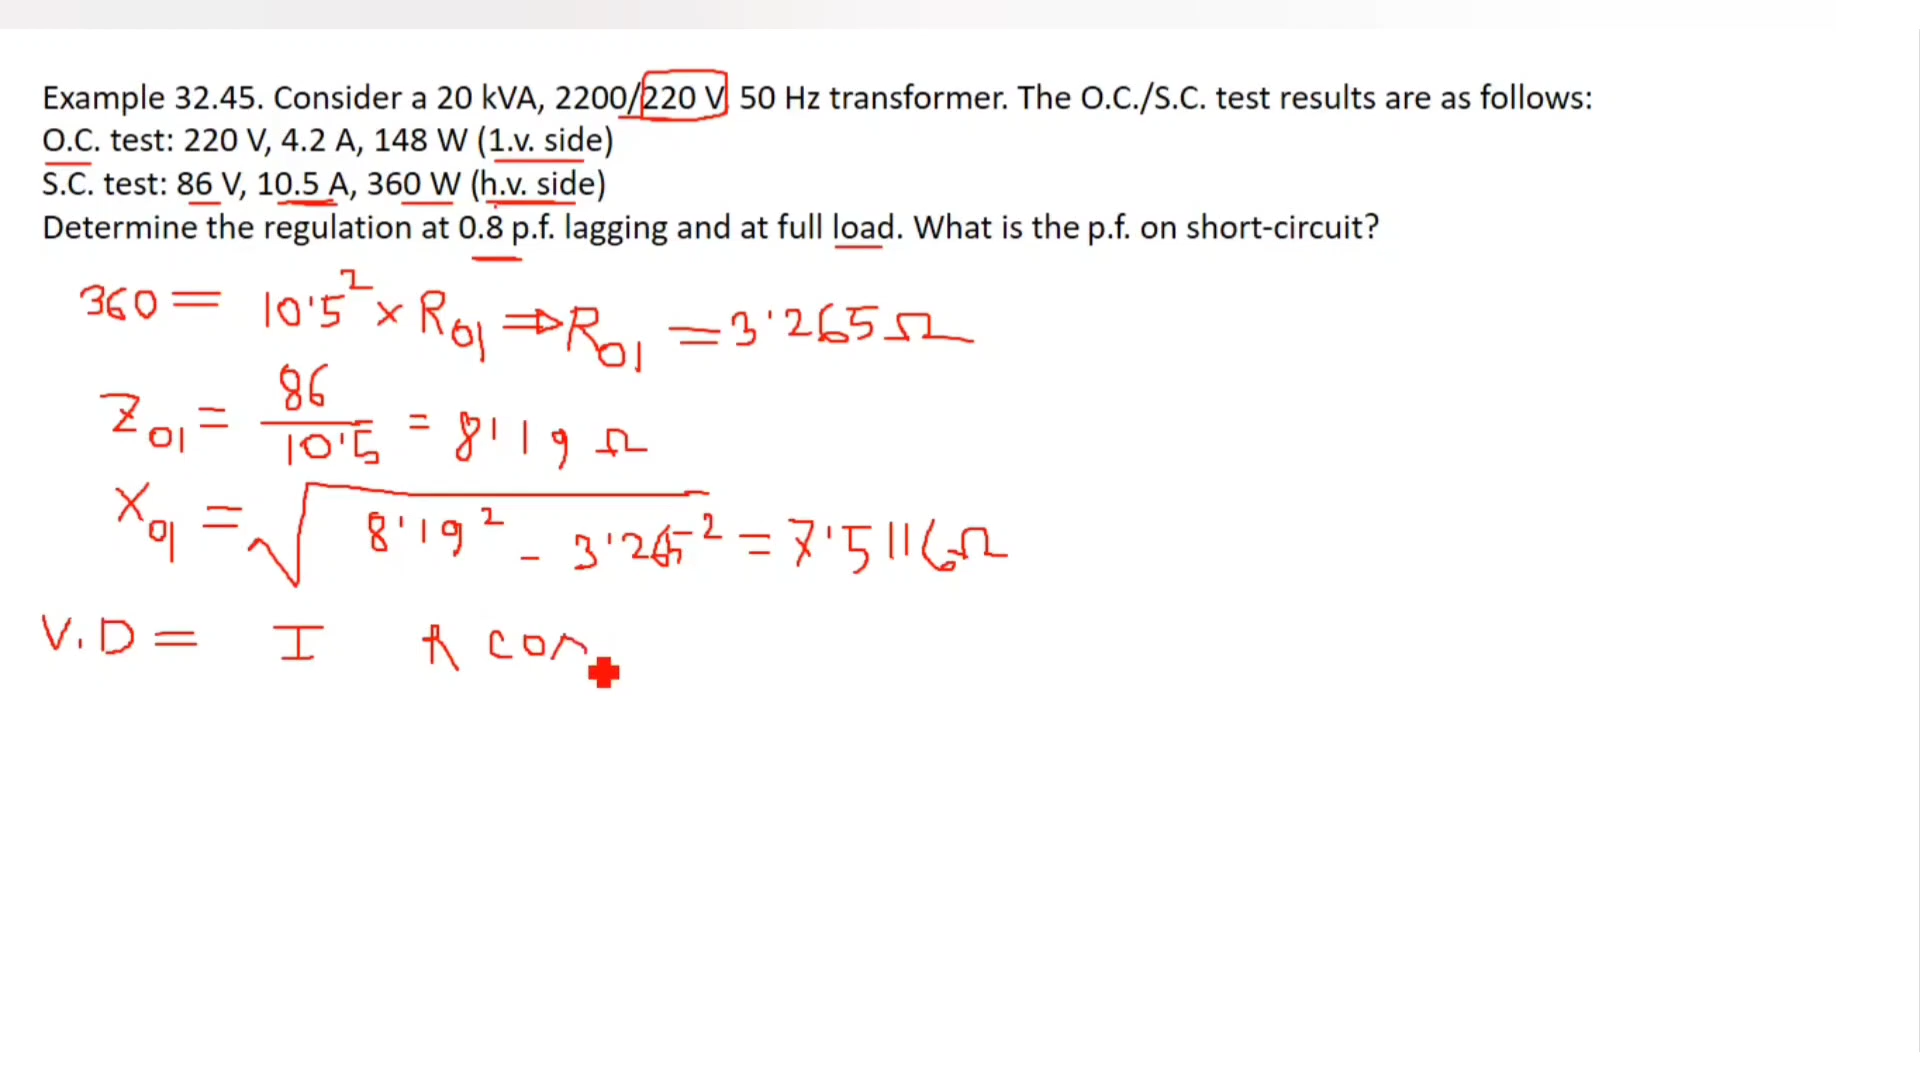 Example 32.45. Consider a 20 kVA, 2200/220 V 50 Hz transformer. The O.C./S.C. test results are as follows:
O.C. test: 220 V, 4.2 A, 148 W (1.v. side)
S.C. test: 86 V, 10.5 A, 360 W (h.v. side)
Determine the regulation at 0.8 p.f. lagging and at full load. What is the p.f. on short-circuit?
360 = 10.5² × R₀₁ ⇒ R₀₁ = 3.265 Ω
Z₀₁ = 86/10.5 = 8.19 Ω
X₀₁ = √(8.19² - 3.265²) = 7.5116 Ω
V.D = I R cos